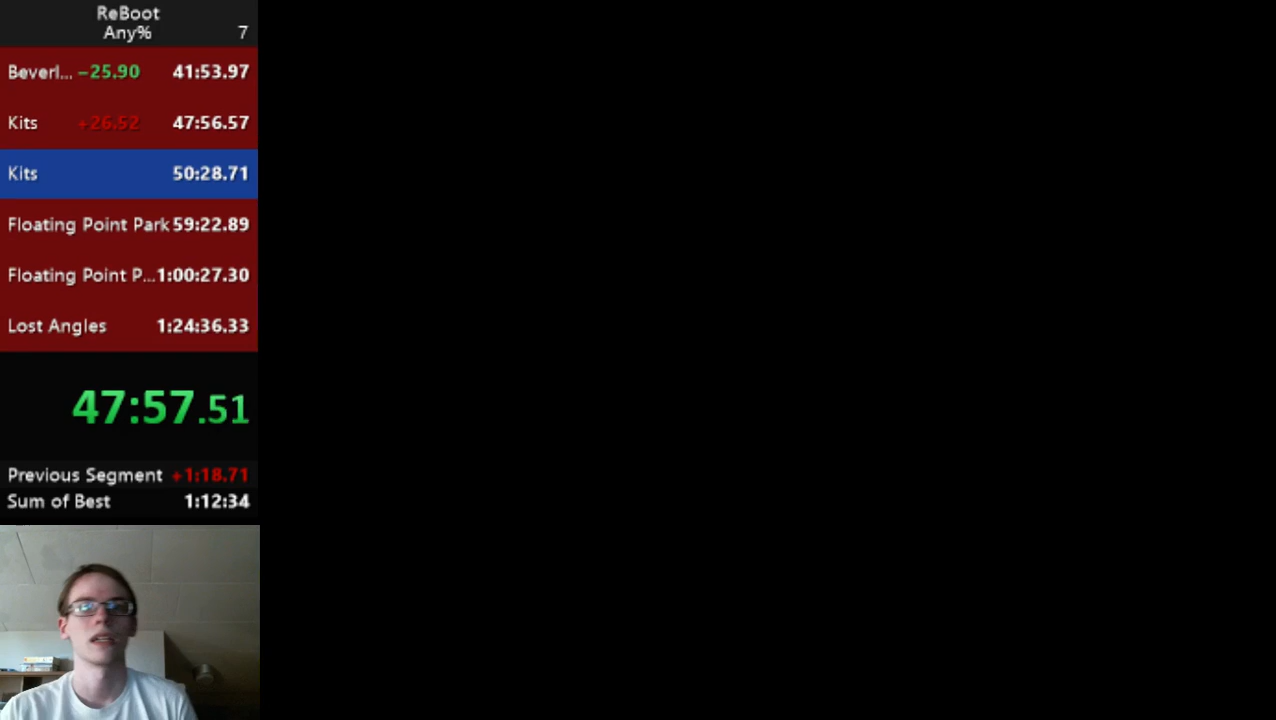 ReBoot
Any% 7
Beverl... −25.90 41:53.97
Kits +26.52 47:56.57
Kits 50:28.71
Floating Point Park 59:22.89
Floating Point P... 1:00:27.30
Lost Angles 1:24:36.33
47:57.51
Previous Segment +1:18.71
Sum of Best 1:12:34